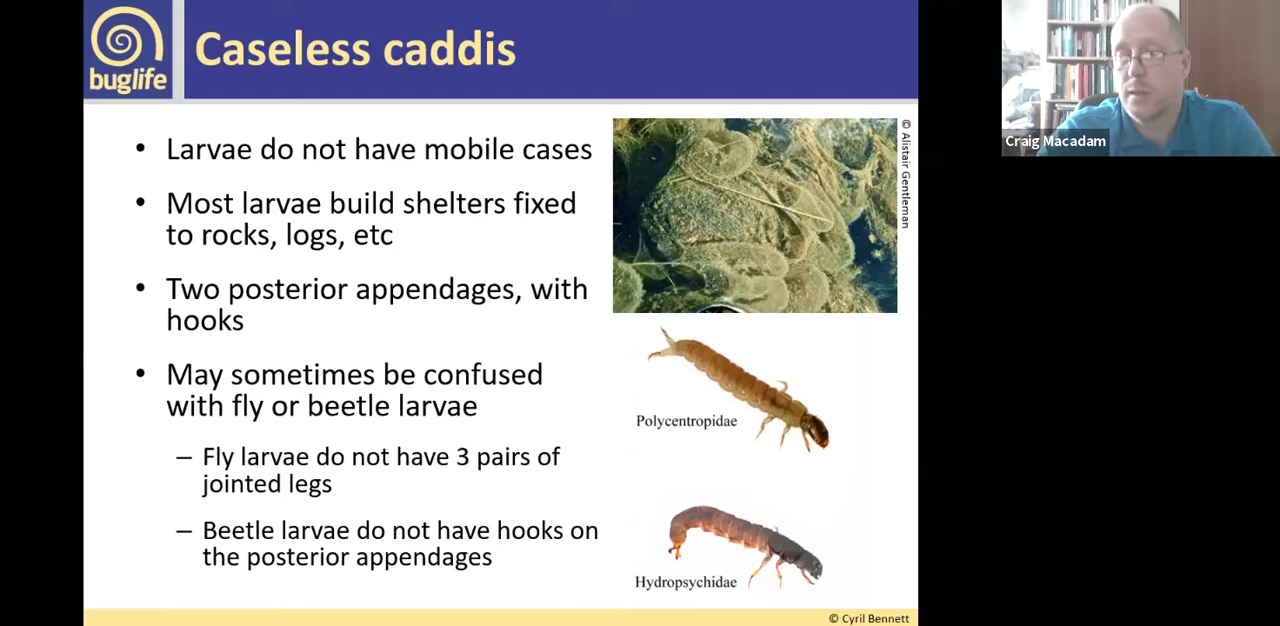 buglife
Caseless caddis
• Larvae do not have mobile cases
• Most larvae build shelters fixed
to rocks, logs, etc
• Two posterior appendages, with
hooks
• May sometimes be confused
with fly or beetle larvae
– Fly larvae do not have 3 pairs of
jointed legs
– Beetle larvae do not have hooks on
the posterior appendages
© Alistair Gentleman
Polycentropidae
Hydropsychidae
© Cyril Bennett
Craig Macadam